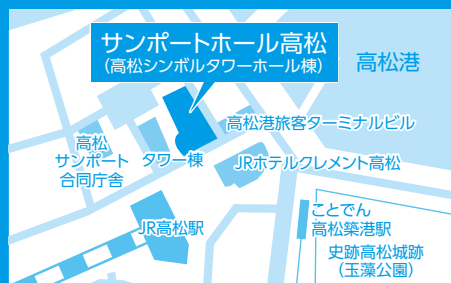 サンポートホール高松
（高松シンボルタワーホール棟）
高松港
高松港旅客ターミナルビル
高松
サンポート
合同庁舎
タワー棟
JRホテルクレメント高松
JR高松駅
ことでん
高松築港駅
史跡高松城跡
（玉藻公園）